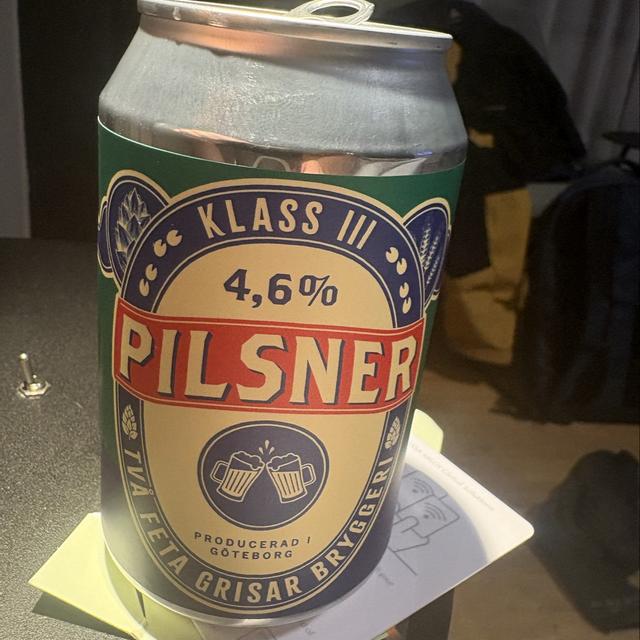 KLASS III
4,6%
PILSNER
PRODUCERAD I
GÖTEBORG
TVÅ FETA GRISAR BRYGGERI